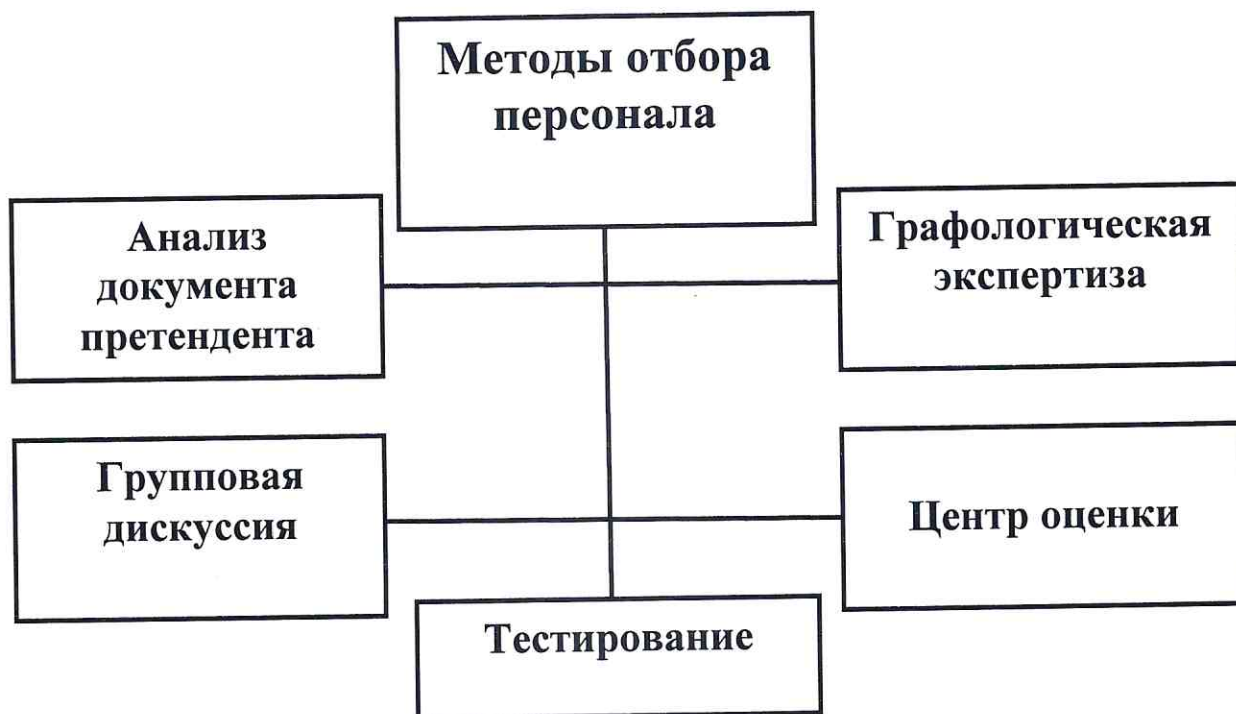 Методы отбора
персонала
Анализ
документа
претендента
Графологическая
экспертиза
Групповая
дискуссия
Центр оценки
Тестирование